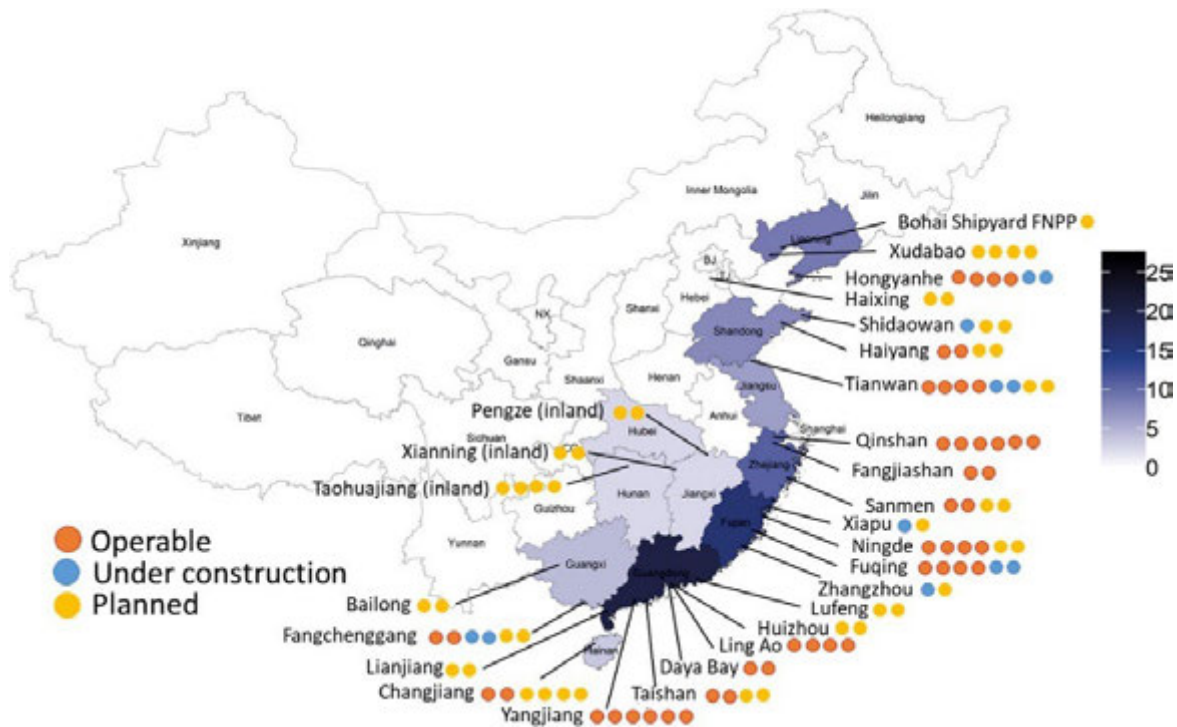 Heilongjiang
Jilin
Inner Mongolia
Xinjiang
Liaoning
BJ
TJ
Hebei
Shanxi
NX
Shandong
Qinghai
Gansu
Shaanxi
Henan
Jiangsu
Anhui
Shanghai
Tibet
Sichuan
Hubei
Zhejiang
Hunan
Jiangxi
Guizhou
Fujian
Yunnan
Guangxi
Guangdong
Hainan
Bohai Shipyard FNPP
Xudabao
Hongyanhe
Haixing
Shidaowan
Haiyang
Tianwan
Qinshan
Fangjiashan
Sanmen
Xiapu
Ningde
Fuqing
Zhangzhou
Lufeng
Huizhou
Ling Ao
Daya Bay
Taishan
Yangjiang
Changjiang
Lianjiang
Fangchenggang
Bailong
Pengze (inland)
Xianning (inland)
Taohuajiang (inland)
Operable
Under construction
Planned
25
20
15
10
5
0